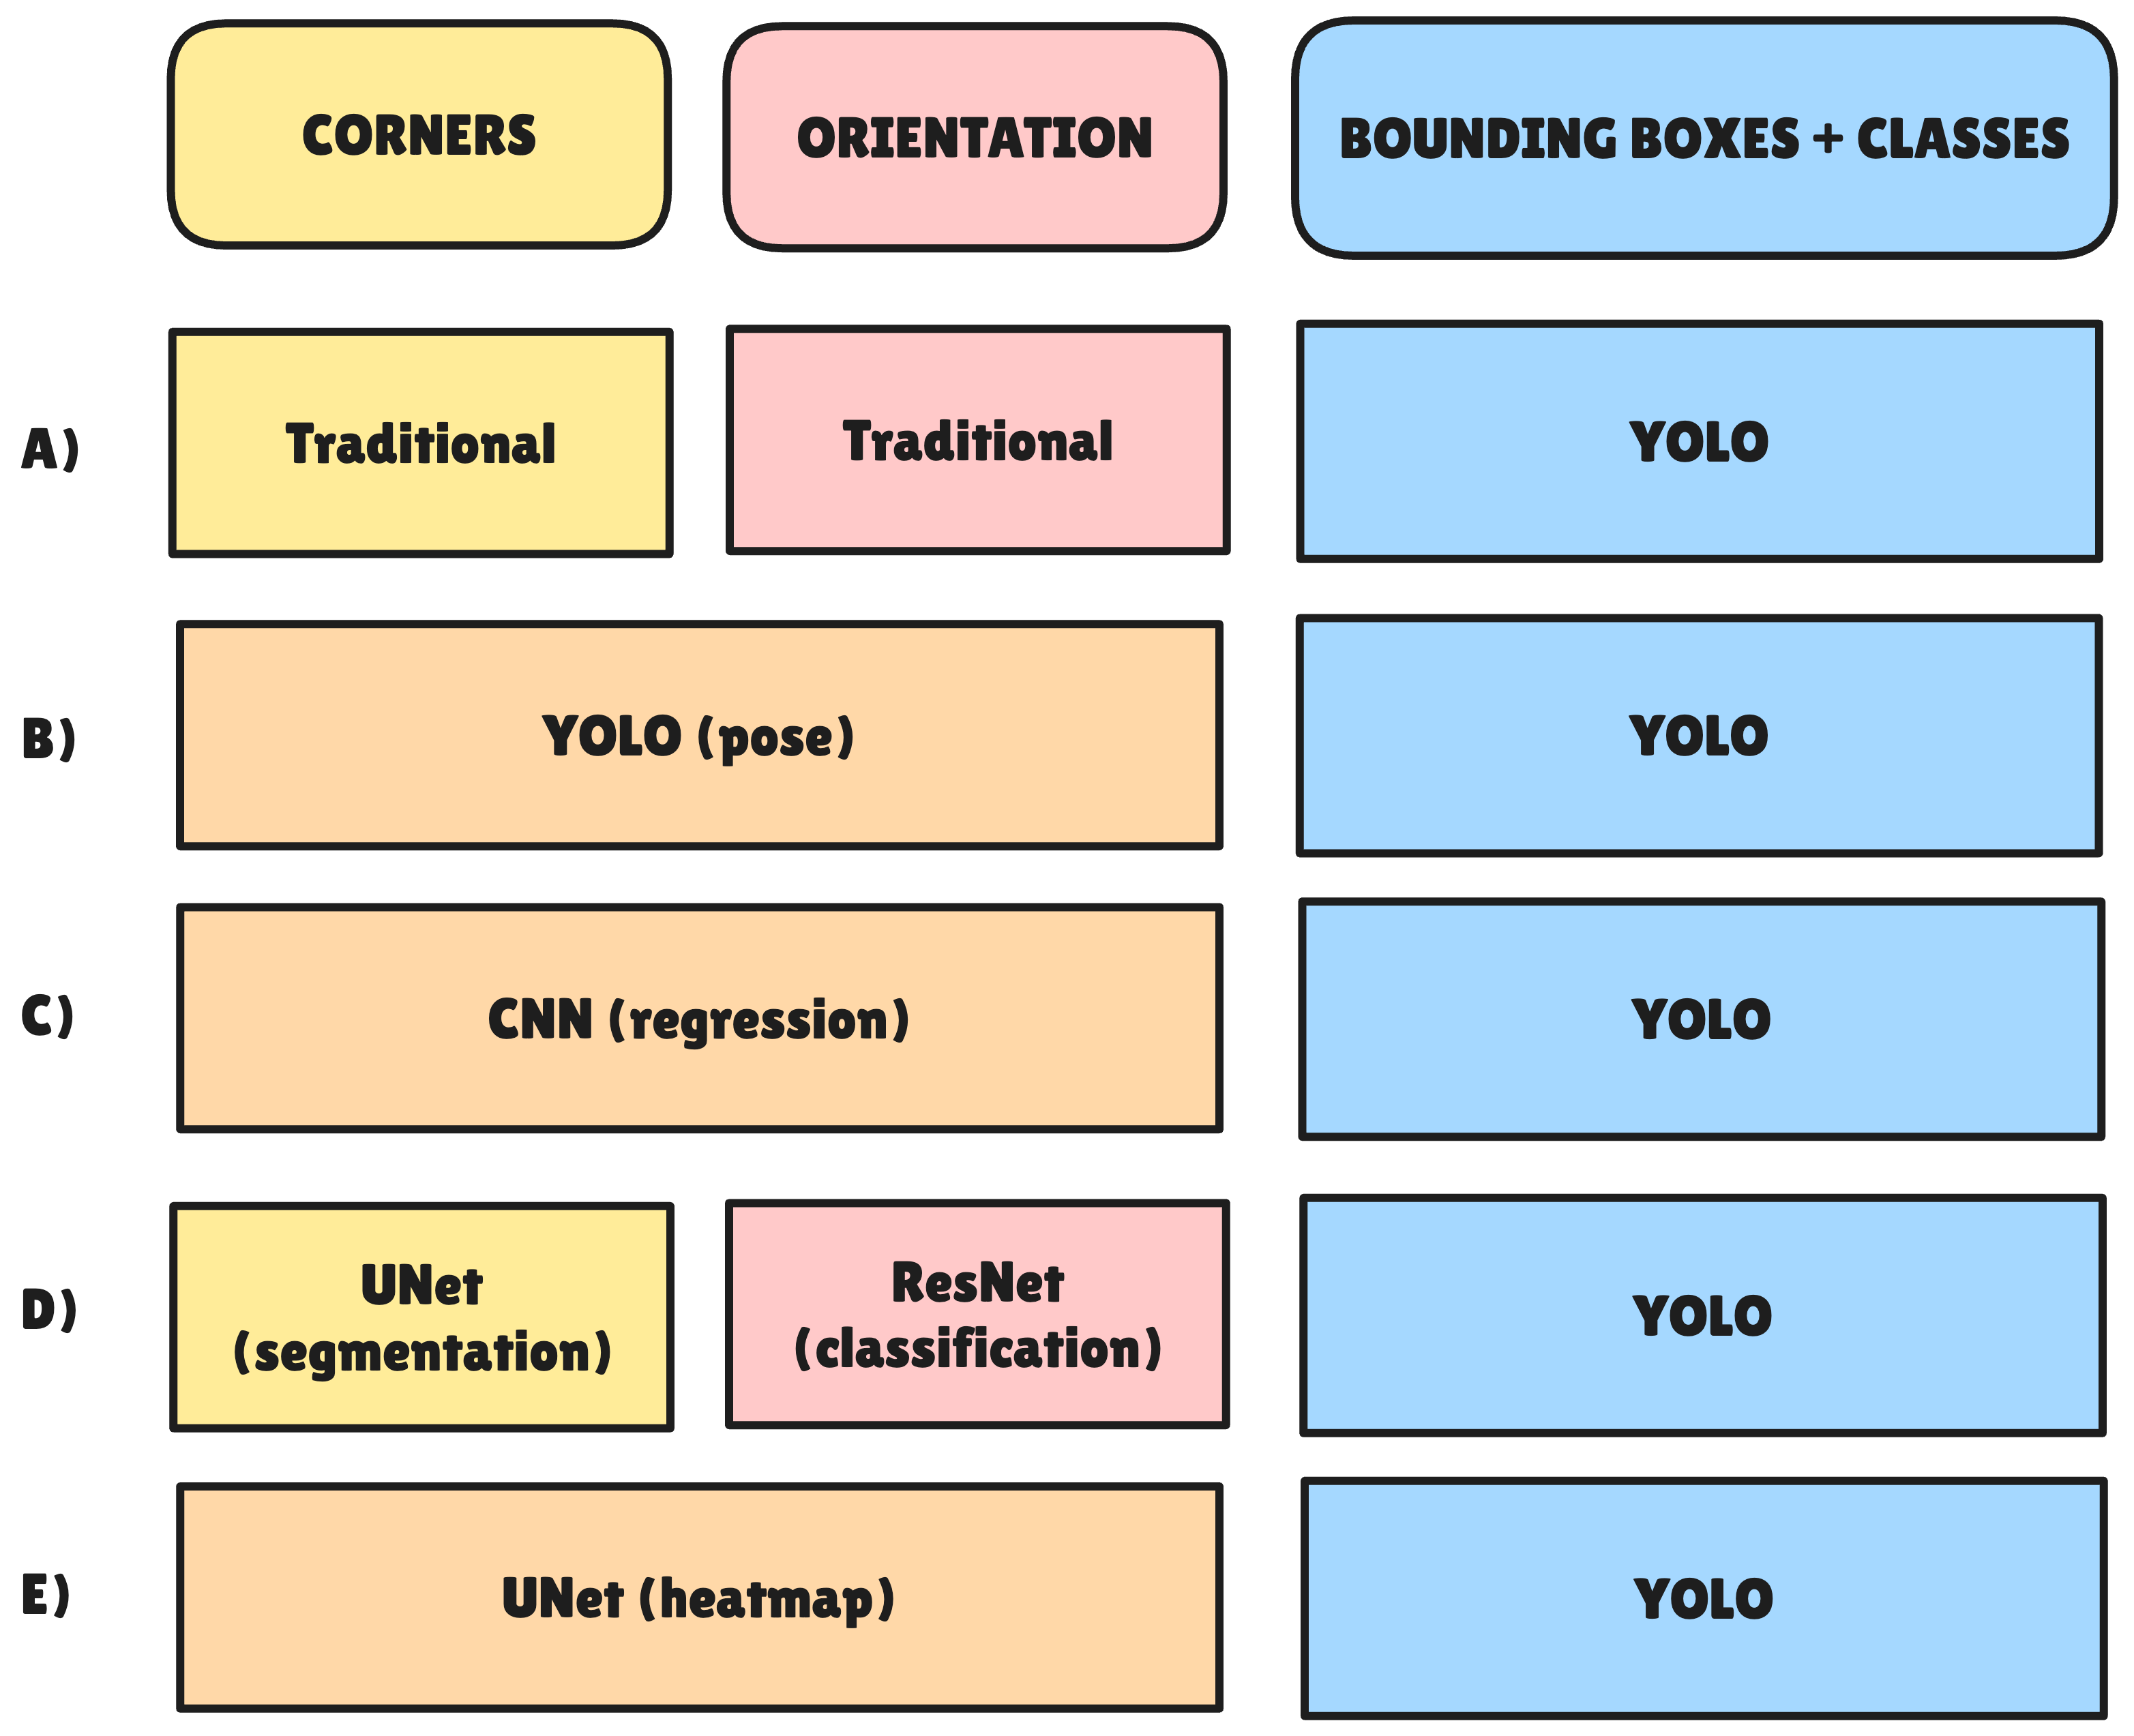 CORNERS
ORIENTATION
BOUNDING BOXES + CLASSES
A)
Traditional
Traditional
YOLO
B)
YOLO (pose)
YOLO
C)
CNN (regression)
YOLO
D)
UNet
(segmentation)
ResNet
(classification)
YOLO
E)
UNet (heatmap)
YOLO